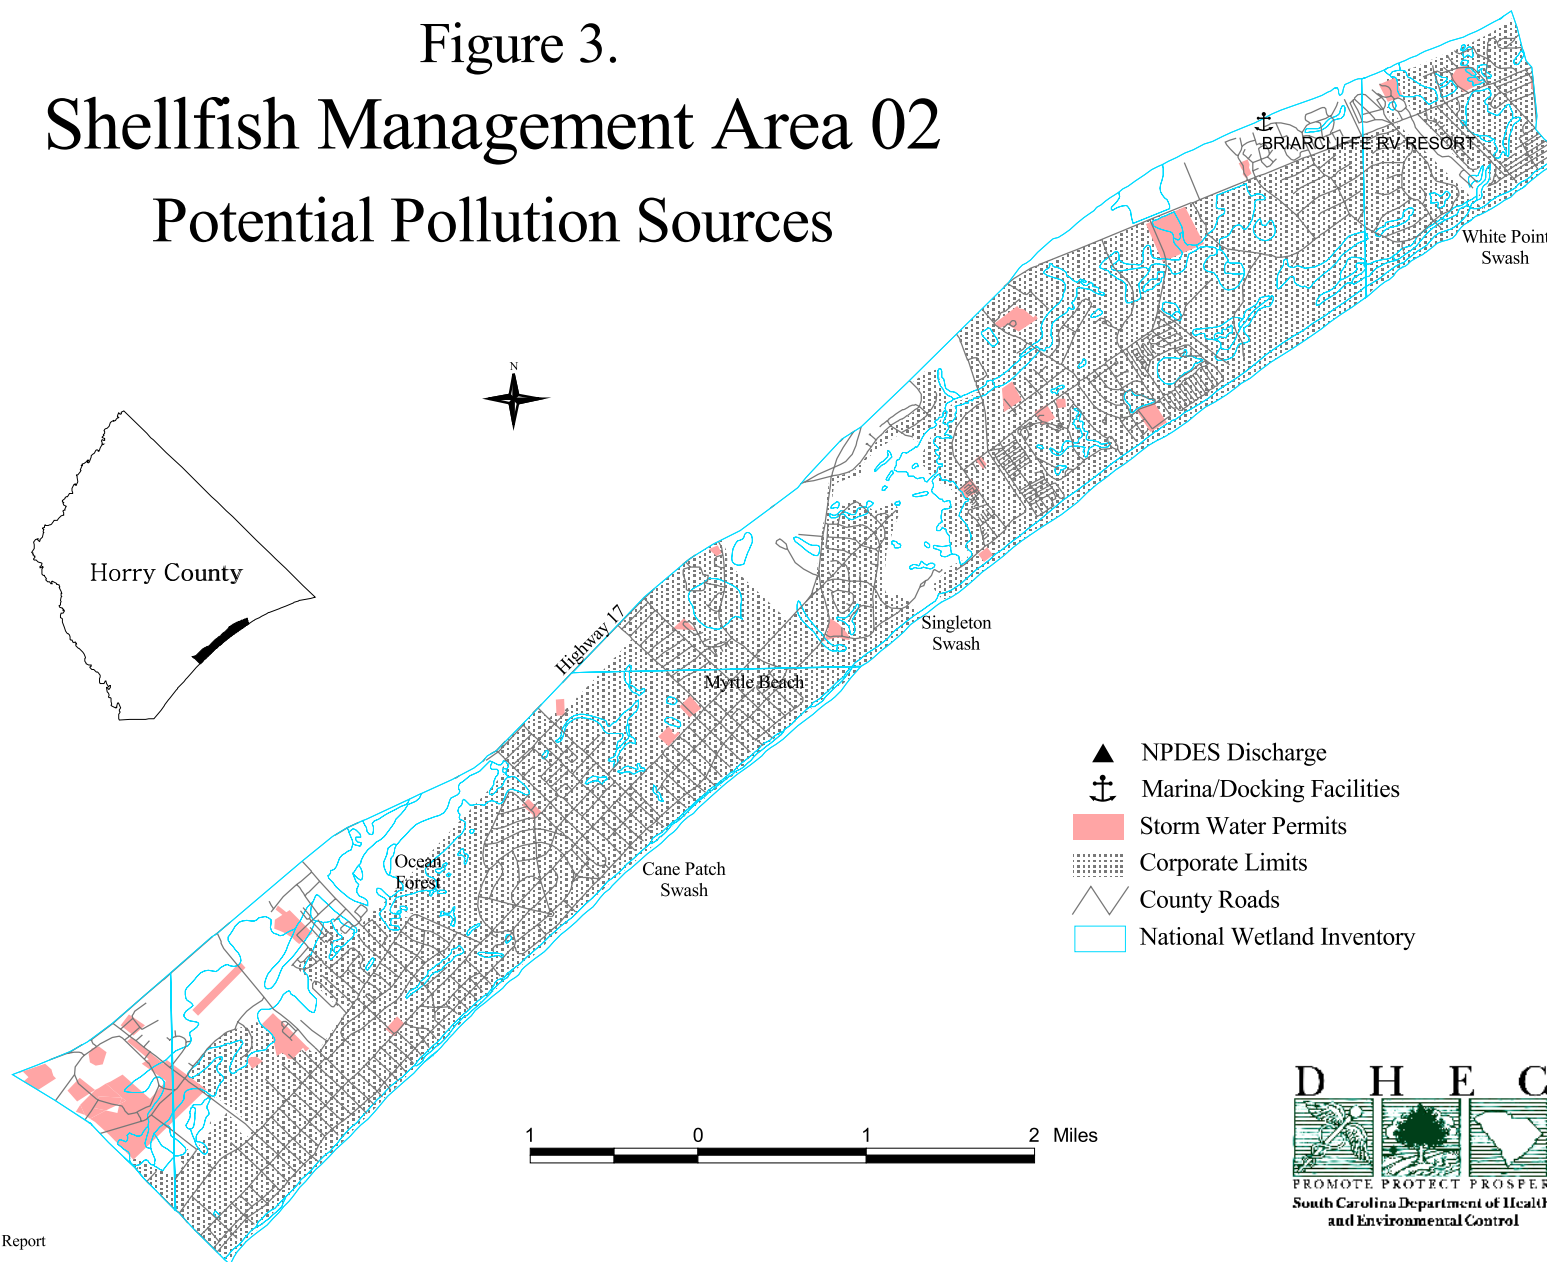 Figure 3.
Shellfish Management Area 02
Potential Pollution Sources
BRIARCLIFFE RV RESORT
White Point
Swash
N
Horry County
Highway 17
Singleton
Swash
Myrtle Beach
Ocean
Forest
Cane Patch
Swash
NPDES Discharge
Marina/Docking Facilities
Storm Water Permits
Corporate Limits
County Roads
National Wetland Inventory
1 0 1 2 Miles
D H E C
PROMOTE PROTECT PROSPER
South Carolina Department of Health
and Environmental Control
Report